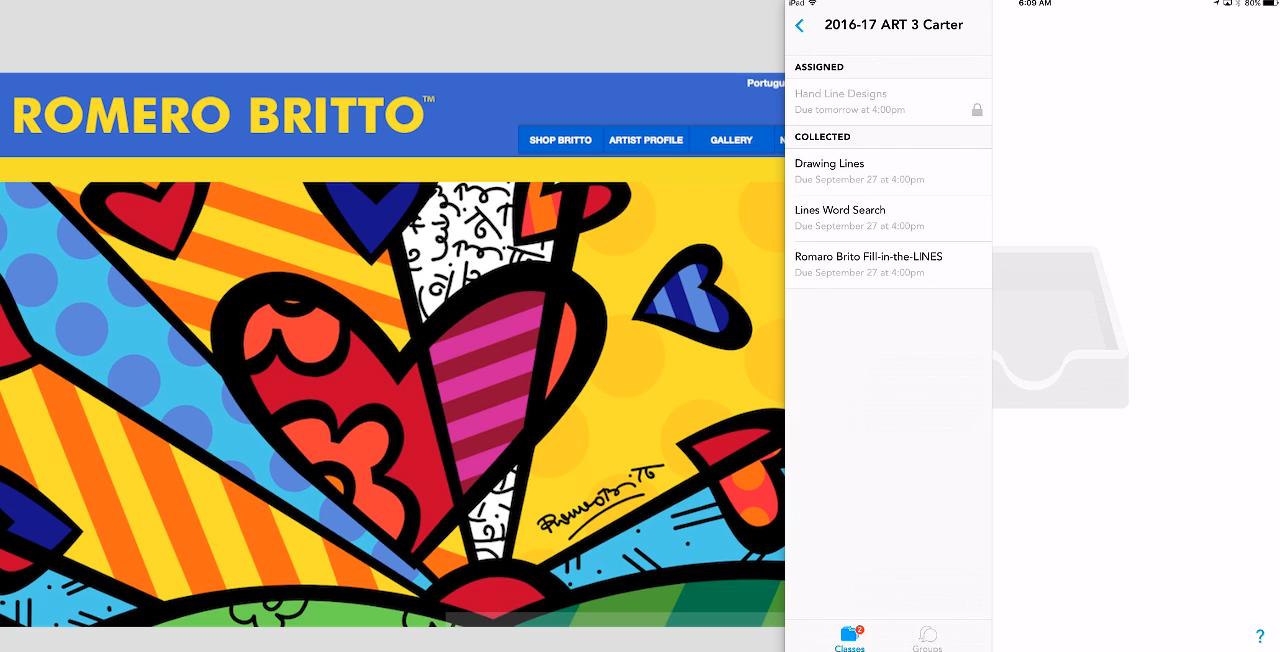 ROMERO BRITTO™
Portugu
SHOP BRITTO ARTIST PROFILE GALLERY N
Romero Britto
iPad 6:09 AM 80%
2016-17 ART 3 Carter
ASSIGNED
Hand Line Designs
Due tomorrow at 4:00pm
COLLECTED
Drawing Lines
Due September 27 at 4:00pm
Lines Word Search
Due September 27 at 4:00pm
Romaro Brito Fill-in-the-LINES
Due September 27 at 4:00pm
2
Classes Groups
?